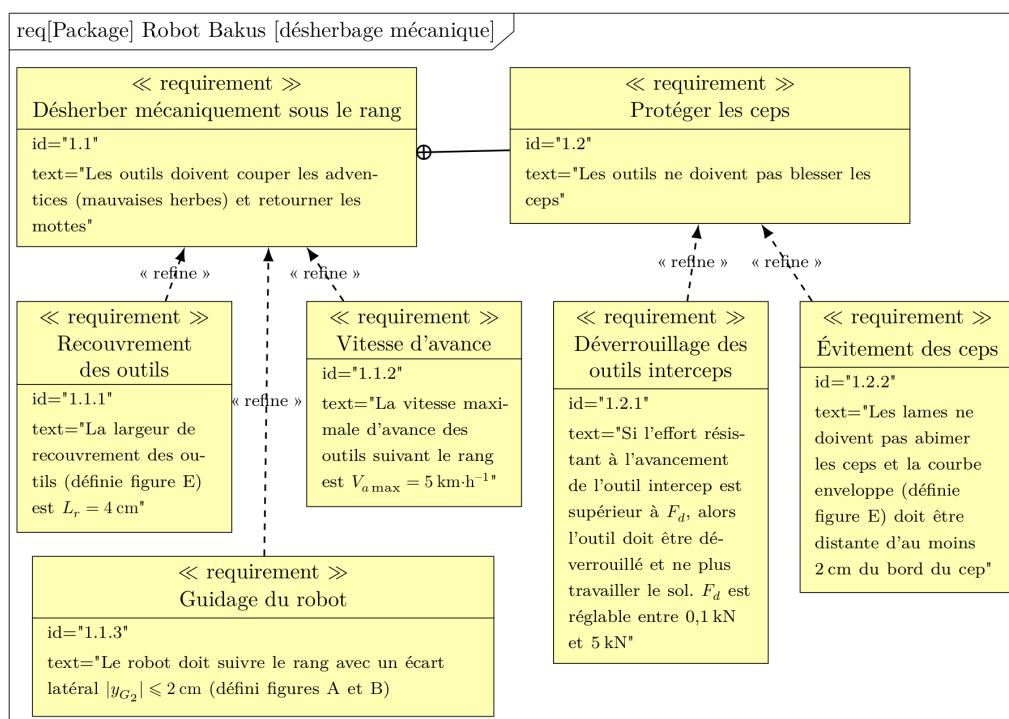 req[Package] Robot Bakus [désherbage mécanique]
≪ requirement ≫
Désherber mécaniquement sous le rang
id="1.1"
text="Les outils doivent couper les adven-
tices (mauvaises herbes) et retourner les
mottes"
≪ requirement ≫
Protéger les ceps
id="1.2"
text="Les outils ne doivent pas blesser les
ceps"
« refine »
« refine »
« refine »
« refine »
≪ requirement ≫
Recouvrement
des outils
id="1.1.1"
text="La largeur de
recouvrement des ou-
tils (définie figure E)
est L_r = 4 cm"
« refine »
≪ requirement ≫
Vitesse d'avance
id="1.1.2"
text="La vitesse maxi-
male d'avance des
outils suivant le rang
est V_{a max} = 5 km·h⁻¹"
≪ requirement ≫
Déverrouillage des
outils interceps
id="1.2.1"
text="Si l'effort résis-
tant à l'avancement
de l'outil intercep est
supérieur à F_d, alors
l'outil doit être dé-
verrouillé et ne plus
travailler le sol. F_d est
réglable entre 0,1 kN
et 5 kN"
≪ requirement ≫
Évitement des ceps
id="1.2.2"
text="Les lames ne
doivent pas abimer
les ceps et la courbe
enveloppe (définie
figure E) doit être
distante d'au moins
2 cm du bord du cep"
≪ requirement ≫
Guidage du robot
id="1.1.3"
text="Le robot doit suivre le rang avec un écart
latéral |y_{G_2}| ⩽ 2 cm (défini figures A et B)